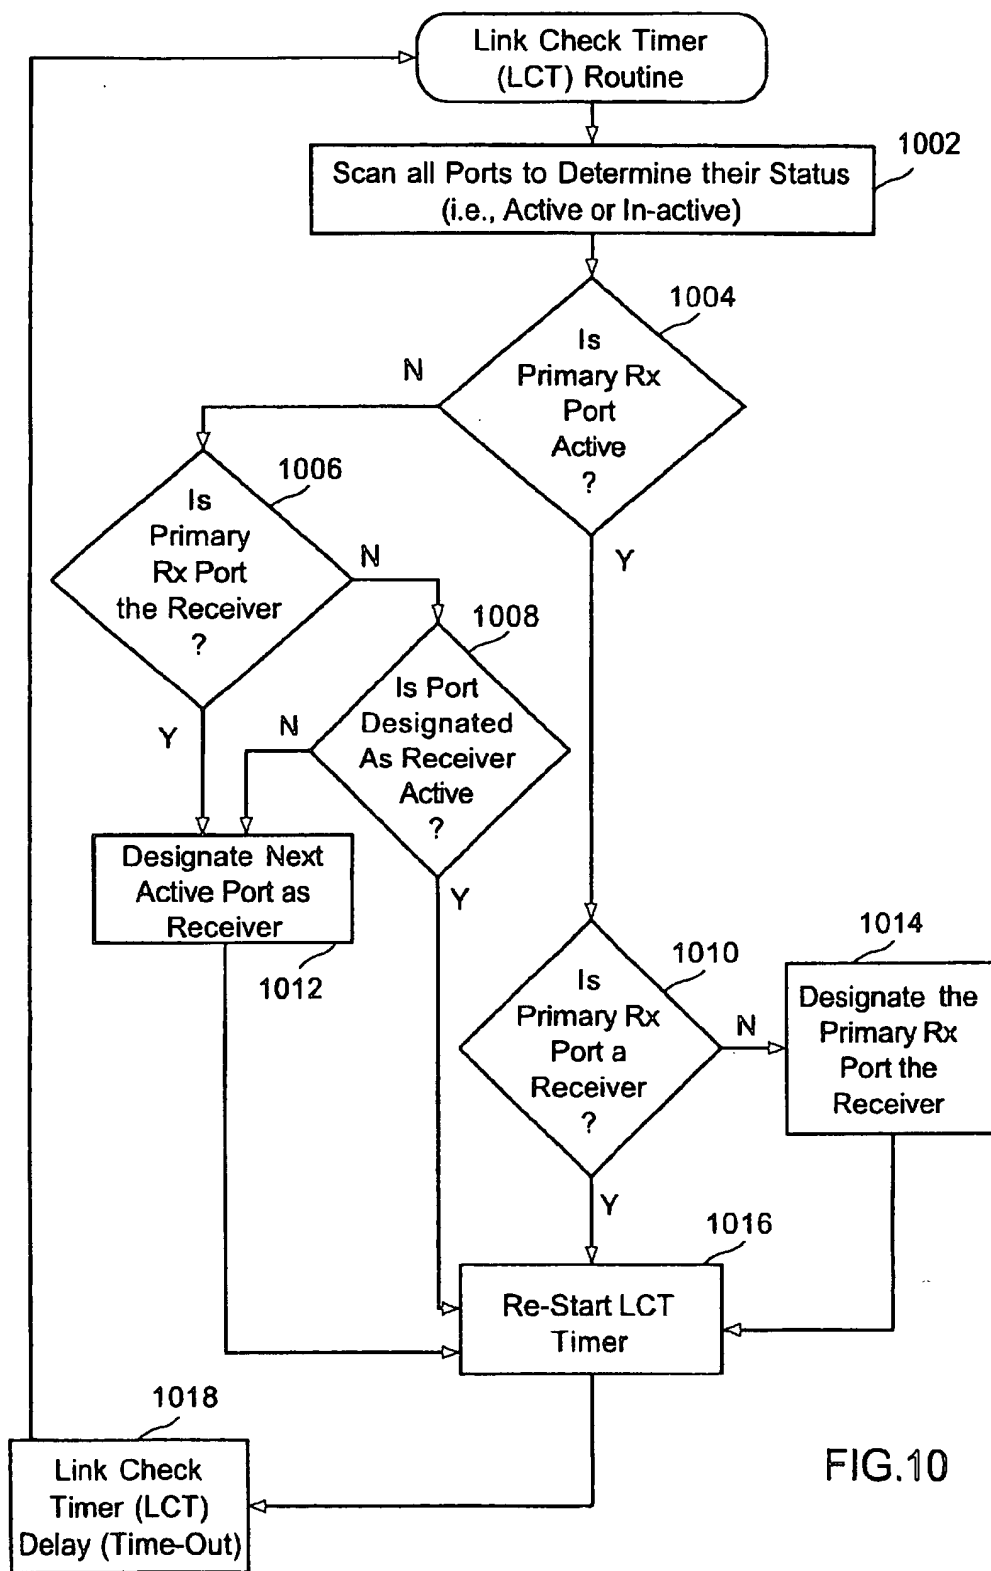 Link Check Timer
(LCT) Routine
1002
Scan all Ports to Determine their Status
(i.e., Active or In-active)
1004
Is
Primary Rx
Port
Active
?
N
Y
1006
Is
Primary
Rx Port
the Receiver
?
N
Y
1008
Is Port
Designated
As Receiver
Active
?
N
Y
Designate Next
Active Port as
Receiver
1012
1010
Is
Primary Rx
Port a
Receiver
?
N
Y
1014
Designate the
Primary Rx
Port the
Receiver
1016
Re-Start LCT
Timer
1018
Link Check
Timer (LCT)
Delay (Time-Out)
FIG.10